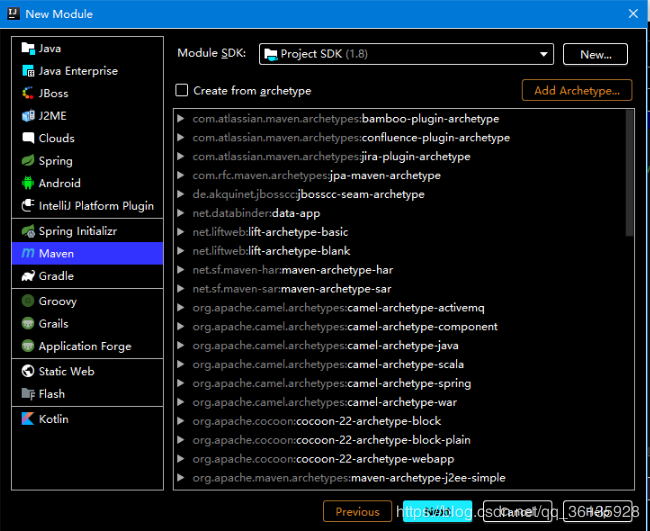 New Module
Java
Java Enterprise
JBoss
J2ME
Clouds
Spring
Android
IntelliJ Platform Plugin
Spring Initializr
Maven
Gradle
Groovy
Grails
Application Forge
Static Web
Flash
Kotlin
Module SDK: Project SDK (1.8) New...
Create from archetype Add Archetype...
com.atlassian.maven.archetypes:bamboo-plugin-archetype
com.atlassian.maven.archetypes:confluence-plugin-archetype
com.atlassian.maven.archetypes:jira-plugin-archetype
com.rfc.maven.archetypes:jpa-maven-archetype
de.akquinet.jbosscc:jbosscc-seam-archetype
net.databinder:data-app
net.liftweb:lift-archetype-basic
net.liftweb:lift-archetype-blank
net.sf.maven-har:maven-archetype-har
net.sf.maven-sar:maven-archetype-sar
org.apache.camel.archetypes:camel-archetype-activemq
org.apache.camel.archetypes:camel-archetype-component
org.apache.camel.archetypes:camel-archetype-java
org.apache.camel.archetypes:camel-archetype-scala
org.apache.camel.archetypes:camel-archetype-spring
org.apache.camel.archetypes:camel-archetype-war
org.apache.cocoon:cocoon-22-archetype-block
org.apache.cocoon:cocoon-22-archetype-block-plain
org.apache.cocoon:cocoon-22-archetype-webapp
org.apache.maven.archetypes:maven-archetype-j2ee-simple
Previous Next Cancel Help